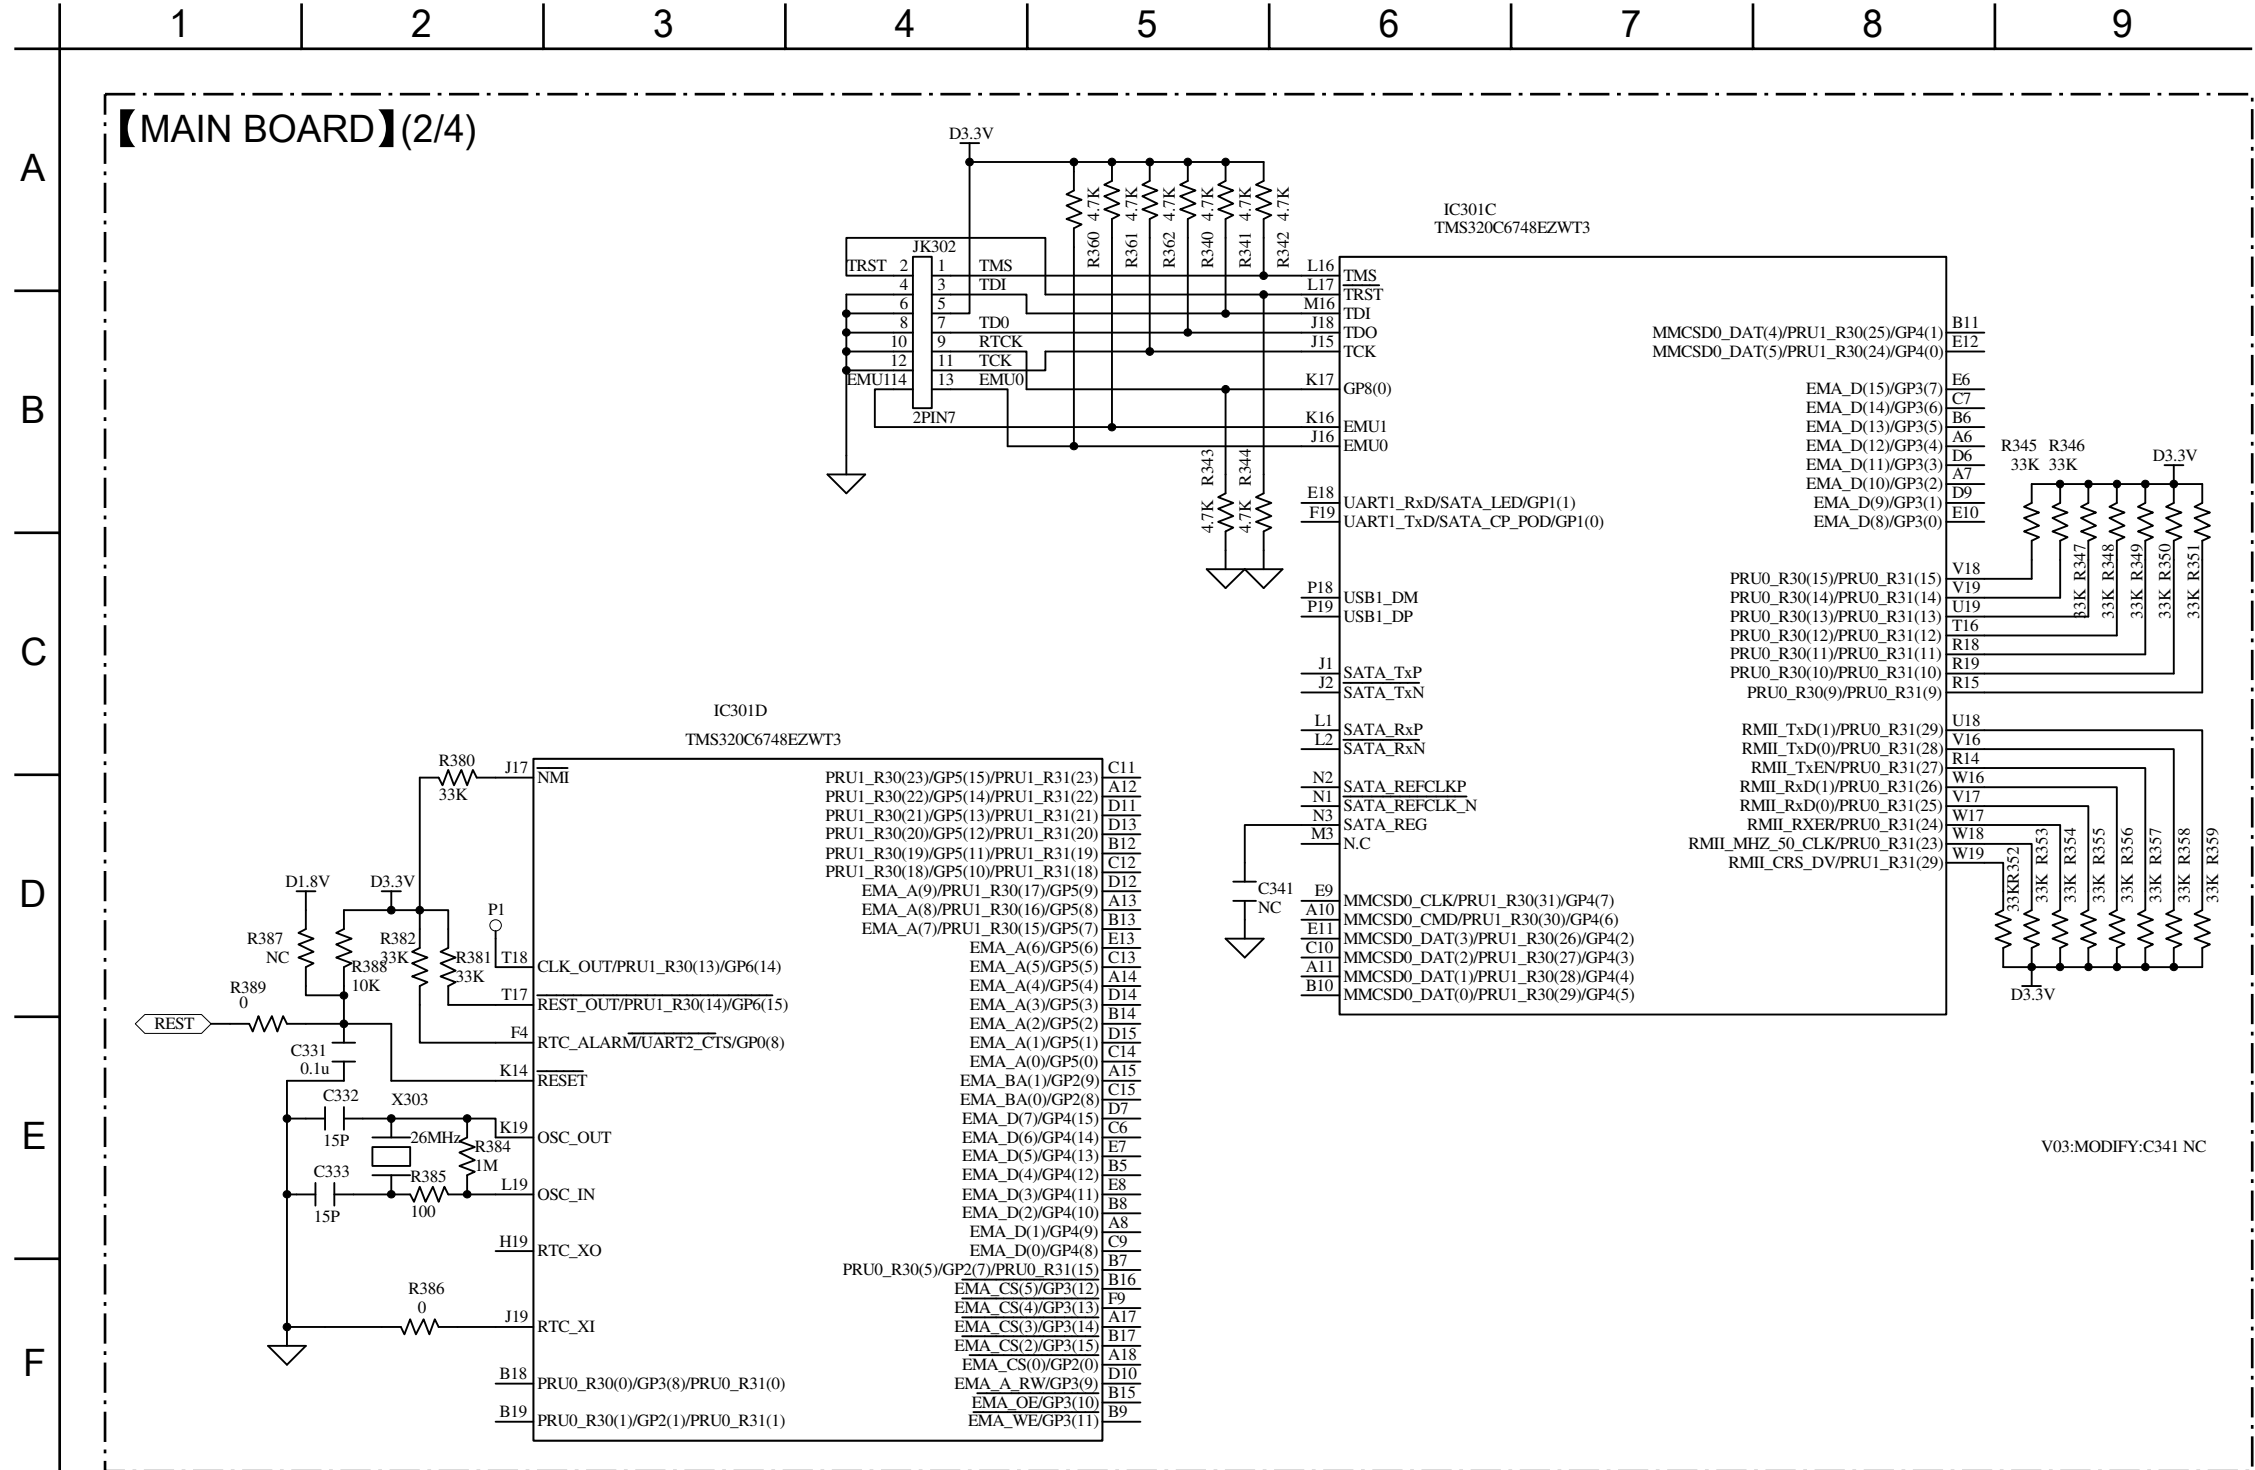 1 2 3 4 5 6 7 8 9
A
B
C
D
E
F
【MAIN BOARD】(2/4)
D3.3V
4.7K
4.7K
4.7K
4.7K
4.7K
4.7K
R360
R361
R362
R340
R341
R342
JK302
TRST 2 1 TMS
4 3 TDI
6 5
8 7 TD0
10 9 RTCK
12 11 TCK
EMU114 13 EMU0
2PIN7
R343
4.7K
R344
4.7K
IC301C
TMS320C6748EZWT3
L16 TMS
L17 TRST
M16 TDI
J18 TDO
J15 TCK
K17 GP8(0)
K16 EMU1
J16 EMU0
E18 UART1_RxD/SATA_LED/GP1(1)
F19 UART1_TxD/SATA_CP_POD/GP1(0)
P18 USB1_DM
P19 USB1_DP
J1 SATA_TxP
J2 SATA_TxN
L1 SATA_RxP
L2 SATA_RxN
N2 SATA_REFCLKP
N1 SATA_REFCLK_N
N3 SATA_REG
M3 N.C
C341
NC
E9 MMCSD0_CLK/PRU1_R30(31)/GP4(7)
A10 MMCSD0_CMD/PRU1_R30(30)/GP4(6)
E11 MMCSD0_DAT(3)/PRU1_R30(26)/GP4(2)
C10 MMCSD0_DAT(2)/PRU1_R30(27)/GP4(3)
A11 MMCSD0_DAT(1)/PRU1_R30(28)/GP4(4)
B10 MMCSD0_DAT(0)/PRU1_R30(29)/GP4(5)
MMCSD0_DAT(4)/PRU1_R30(25)/GP4(1) B11
MMCSD0_DAT(5)/PRU1_R30(24)/GP4(0) E12
EMA_D(15)/GP3(7) E6
EMA_D(14)/GP3(6) C7
EMA_D(13)/GP3(5) B6
EMA_D(12)/GP3(4) A6
EMA_D(11)/GP3(3) D6
EMA_D(10)/GP3(2) A7
EMA_D(9)/GP3(1) D9
EMA_D(8)/GP3(0) E10
PRU0_R30(15)/PRU0_R31(15) V18
PRU0_R30(14)/PRU0_R31(14) V19
PRU0_R30(13)/PRU0_R31(13) U19
PRU0_R30(12)/PRU0_R31(12) T16
PRU0_R30(11)/PRU0_R31(11) R18
PRU0_R30(10)/PRU0_R31(10) R19
PRU0_R30(9)/PRU0_R31(9) R15
RMII_TxD(1)/PRU0_R31(29) U18
RMII_TxD(0)/PRU0_R31(28) V16
RMII_TxEN/PRU0_R31(27) R14
RMII_RxD(1)/PRU0_R31(26) W16
RMII_RxD(0)/PRU0_R31(25) V17
RMII_RXER/PRU0_R31(24) W17
RMII_MHZ_50_CLK/PRU0_R31(23) W18
RMII_CRS_DV/PRU1_R31(29) W19
R345 R346
33K 33K
D3.3V
33K R347
33K R348
33K R349
33K R350
33K R351
33KR352
33K R353
33K R354
33K R355
33K R356
33K R357
33K R358
33K R359
D3.3V
V03:MODIFY:C341 NC
IC301D
TMS320C6748EZWT3
R380
33K
D1.8V
D3.3V
P1
R387
NC
R388
10K
R382
33K
R381
33K
R389
0
REST
C331
0.1u
C332
15P
X303
26MHz
R384
1M
C333
15P
R385
100
R386
0
J17 NMI
T18 CLK_OUT/PRU1_R30(13)/GP6(14)
T17 REST_OUT/PRU1_R30(14)/GP6(15)
F4 RTC_ALARM/UART2_CTS/GP0(8)
K14 RESET
K19 OSC_OUT
L19 OSC_IN
H19 RTC_XO
J19 RTC_XI
B18 PRU0_R30(0)/GP3(8)/PRU0_R31(0)
B19 PRU0_R30(1)/GP2(1)/PRU0_R31(1)
PRU1_R30(23)/GP5(15)/PRU1_R31(23) C11
PRU1_R30(22)/GP5(14)/PRU1_R31(22) A12
PRU1_R30(21)/GP5(13)/PRU1_R31(21) D11
PRU1_R30(20)/GP5(12)/PRU1_R31(20) D13
PRU1_R30(19)/GP5(11)/PRU1_R31(19) B12
PRU1_R30(18)/GP5(10)/PRU1_R31(18) C12
EMA_A(9)/PRU1_R30(17)/GP5(9) D12
EMA_A(8)/PRU1_R30(16)/GP5(8) A13
EMA_A(7)/PRU1_R30(15)/GP5(7) B13
EMA_A(6)/GP5(6) E13
EMA_A(5)/GP5(5) C13
EMA_A(4)/GP5(4) A14
EMA_A(3)/GP5(3) D14
EMA_A(2)/GP5(2) B14
EMA_A(1)/GP5(1) D15
EMA_A(0)/GP5(0) C14
EMA_BA(1)/GP2(9) A15
EMA_BA(0)/GP2(8) C15
EMA_D(7)/GP4(15) D7
EMA_D(6)/GP4(14) C6
EMA_D(5)/GP4(13) E7
EMA_D(4)/GP4(12) B5
EMA_D(3)/GP4(11) E8
EMA_D(2)/GP4(10) B8
EMA_D(1)/GP4(9) A8
EMA_D(0)/GP4(8) C9
PRU0_R30(5)/GP2(7)/PRU0_R31(15) B7
EMA_CS(5)/GP3(12) B16
EMA_CS(4)/GP3(13) F9
EMA_CS(3)/GP3(14) A17
EMA_CS(2)/GP3(15) B17
EMA_CS(0)/GP2(0) A18
EMA_A_RW/GP3(9) D10
EMA_OE/GP3(10) B15
EMA_WE/GP3(11) B9